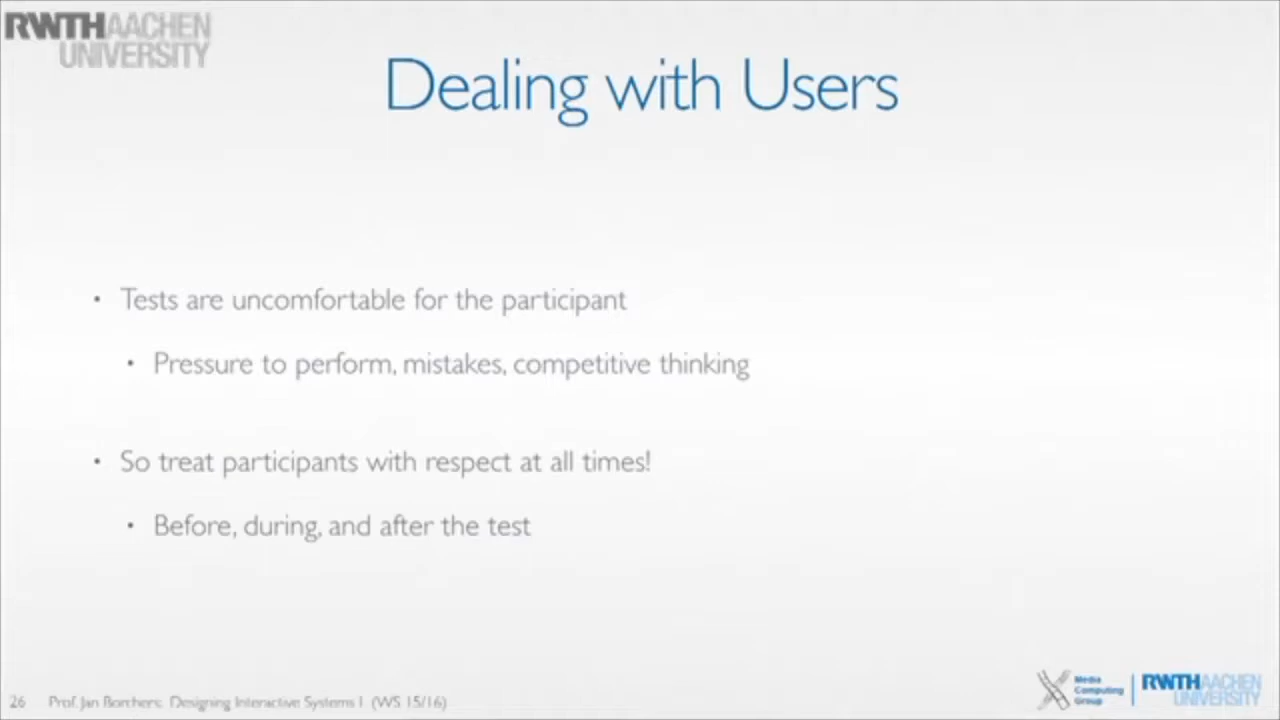 RWTHAACHEN
UNIVERSITY
Dealing with Users
• Tests are uncomfortable for the participant
• Pressure to perform, mistakes, competitive thinking
• So treat participants with respect at all times!
• Before, during, and after the test
26 Prof. Jan Borchers: Designing Interactive Systems I (WS 15/16)
Media
Computing
Group
RWTHAACHEN
UNIVERSITY